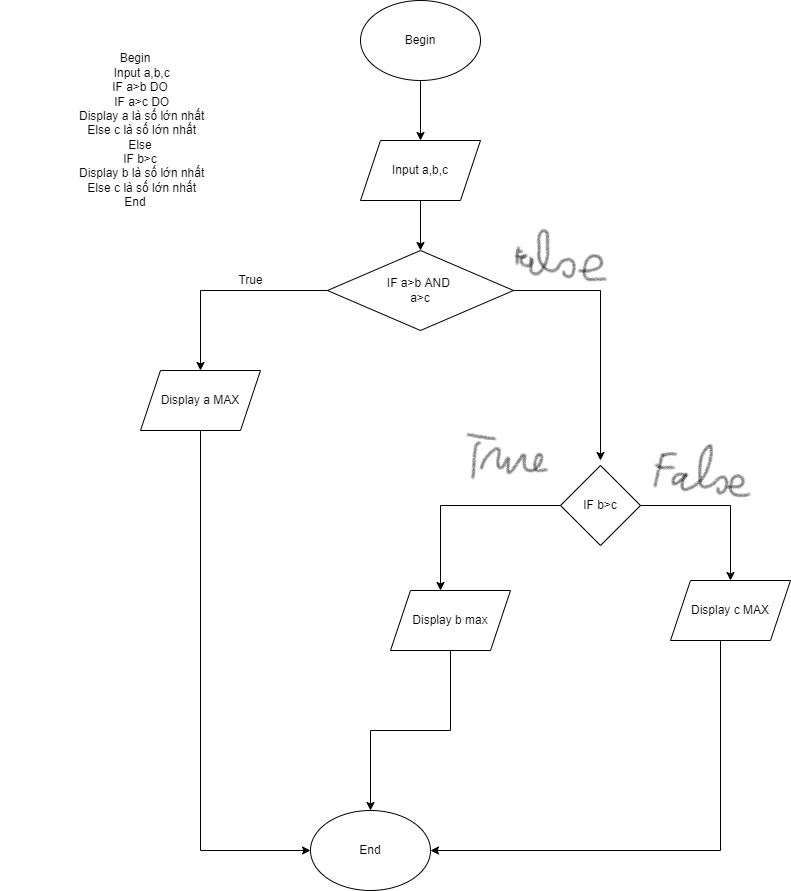 Begin
Input a,b,c
IF a>b DO
IF a>c DO
Display a là số lớn nhất
Else c là số lớn nhất
Else
IF b>c
Display b là số lớn nhất
Else c là số lớn nhất
End
Begin
Input a,b,c
IF a>b AND
a>c
True
False
Display a MAX
IF b>c
True
False
Display b max
Display c MAX
End